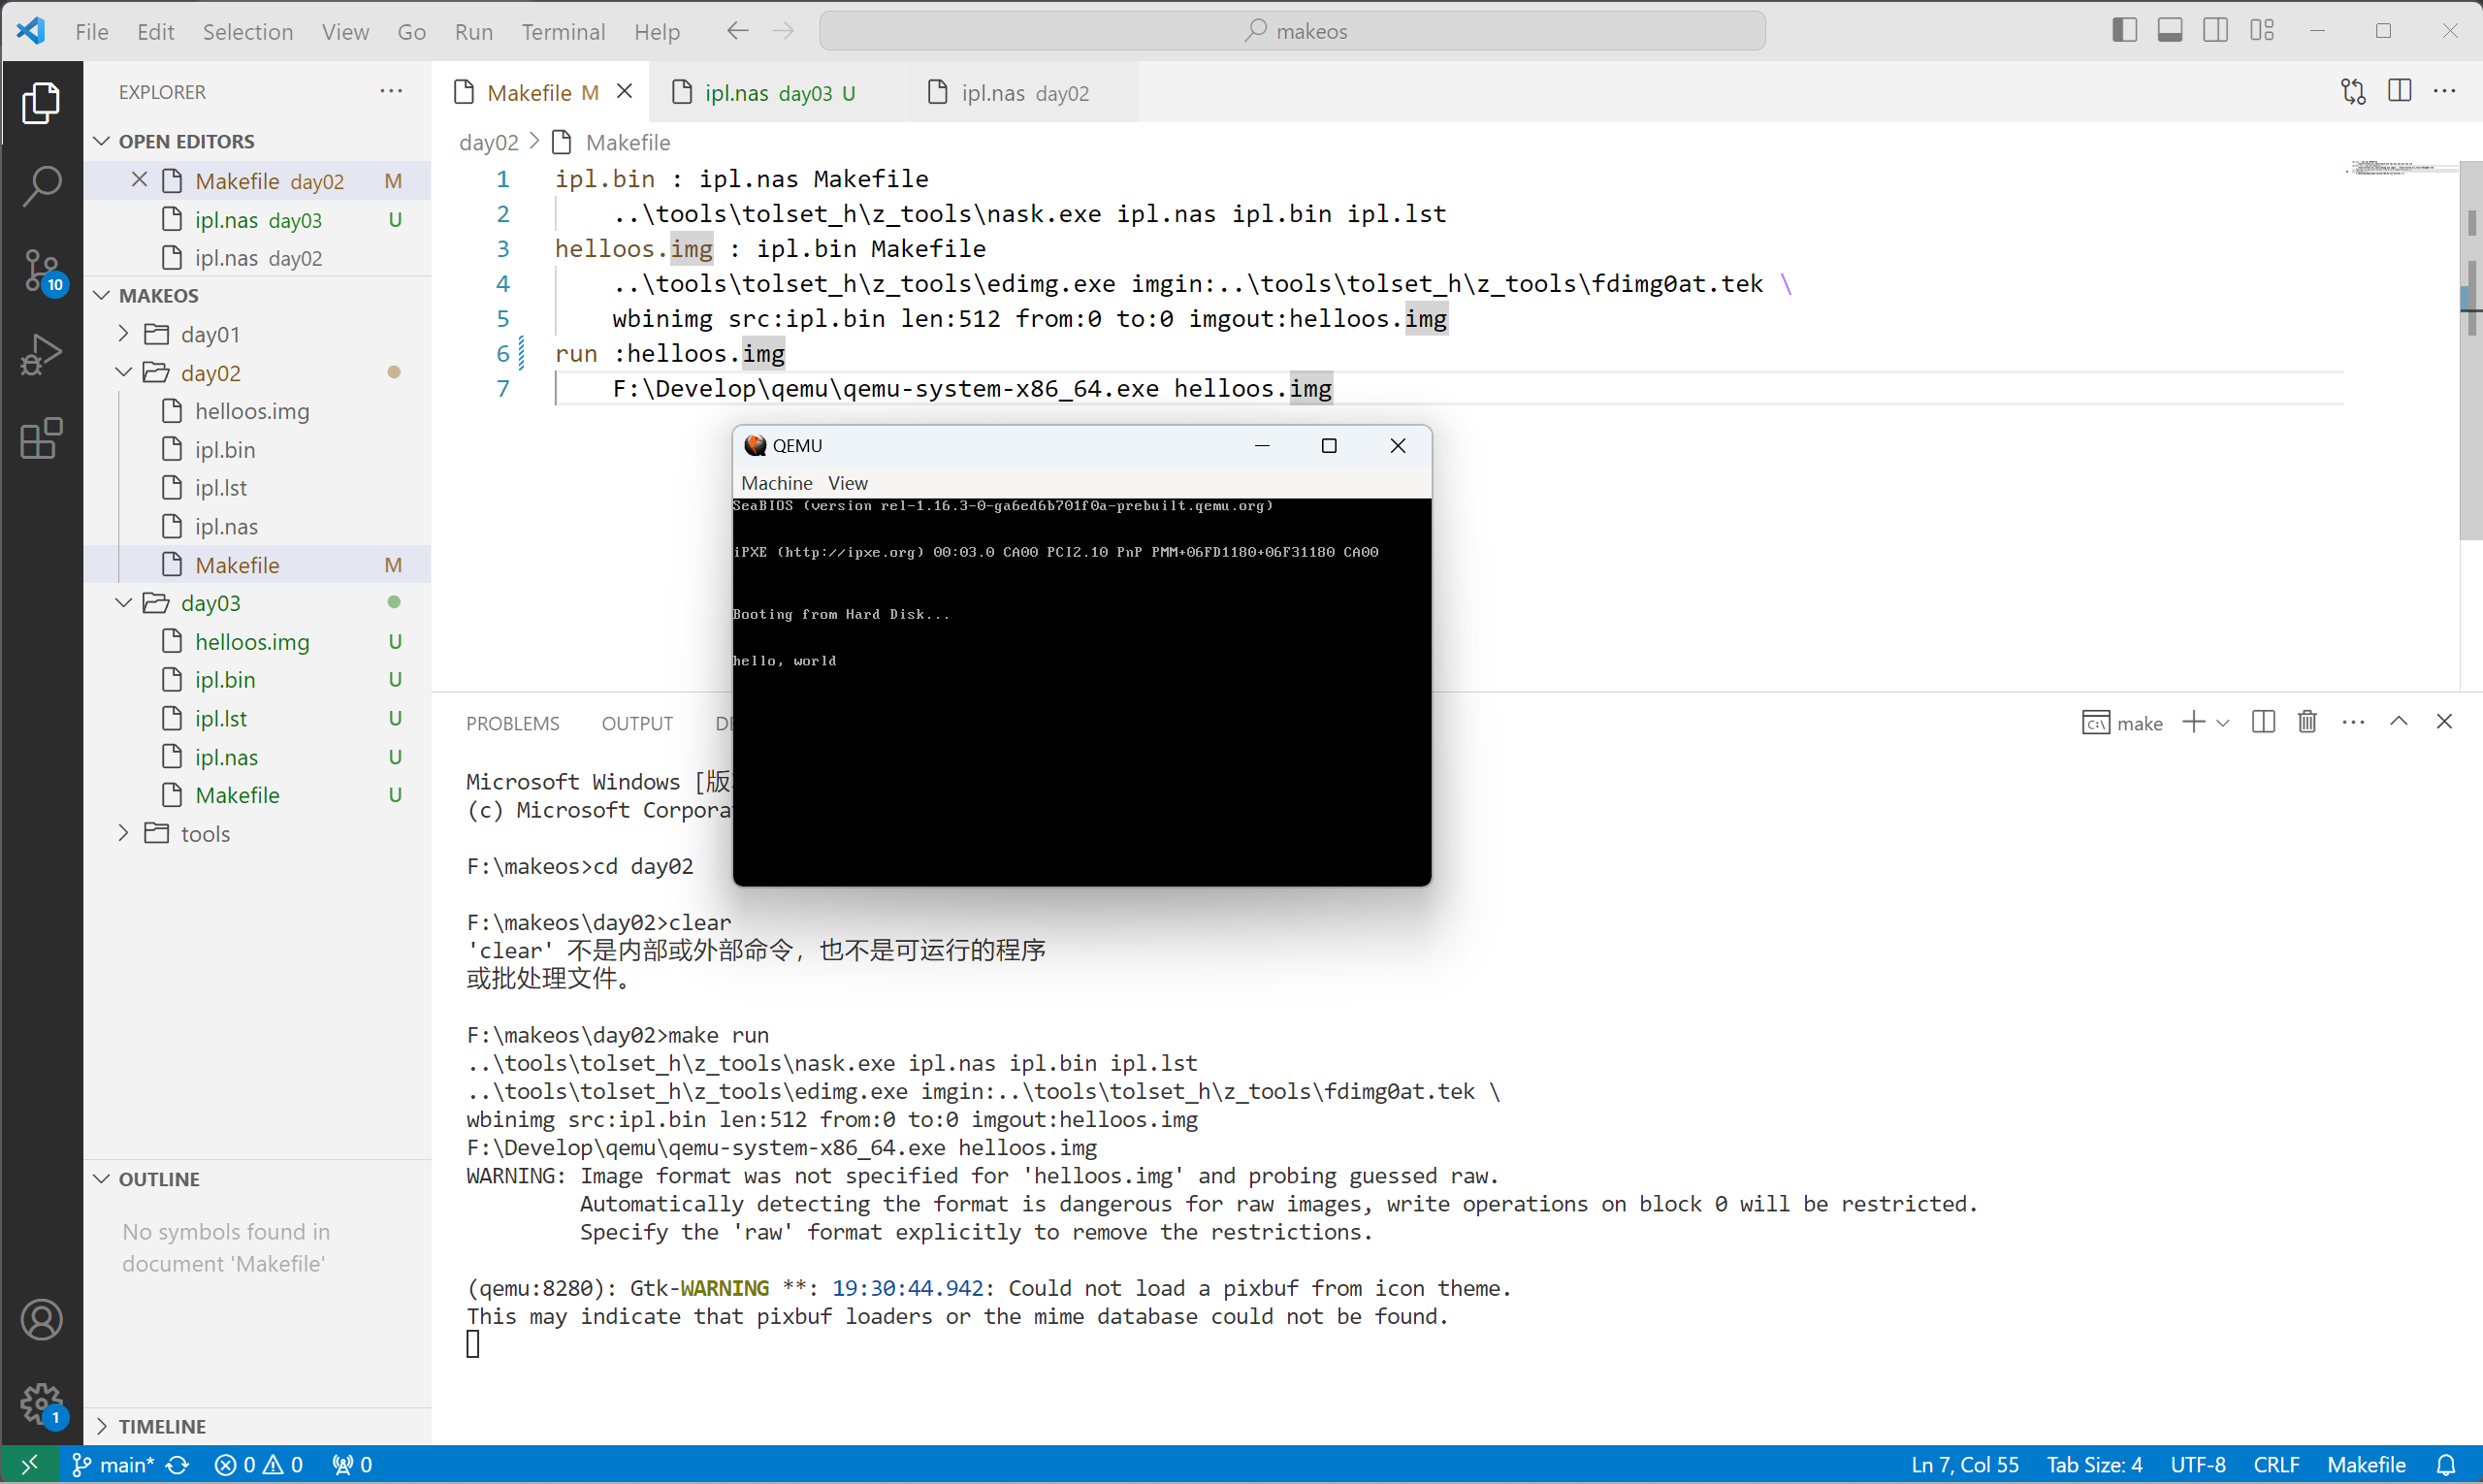 File Edit Selection View Go Run Terminal Help makeos
EXPLORER
OPEN EDITORS
Makefile day02 M
ipl.nas day03 U
ipl.nas day02
MAKEOS
day01
day02
helloos.img
ipl.bin
ipl.lst
ipl.nas
Makefile M
day03
helloos.img U
ipl.bin U
ipl.lst U
ipl.nas U
Makefile U
tools
OUTLINE
No symbols found in
document 'Makefile'
TIMELINE
10
1
Makefile M ipl.nas day03 U ipl.nas day02
day02 > Makefile
1 ipl.bin : ipl.nas Makefile
2 ..\tools\tolset_h\z_tools\nask.exe ipl.nas ipl.bin ipl.lst
3 helloos.img : ipl.bin Makefile
4 ..\tools\tolset_h\z_tools\edimg.exe imgin:..\tools\tolset_h\z_tools\fdimg0at.tek \
5 wbinimg src:ipl.bin len:512 from:0 to:0 imgout:helloos.img
6 run :helloos.img
7 F:\Develop\qemu\qemu-system-x86_64.exe helloos.img
QEMU
Machine View
SeaBIOS (version rel-1.16.3-0-ga6ed6b701f0a-prebuilt.qemu.org)
iPXE (http://ipxe.org) 00:03.0 CA00 PCI2.10 PnP PMM+06FD1180+06F31180 CA00
Booting from Hard Disk...
hello, world
PROBLEMS OUTPUT make
Microsoft Windows [版
(c) Microsoft Corpora
F:\makeos>cd day02
F:\makeos\day02>clear
'clear' 不是内部或外部命令，也不是可运行的程序
或批处理文件。
F:\makeos\day02>make run
..\tools\tolset_h\z_tools\nask.exe ipl.nas ipl.bin ipl.lst
..\tools\tolset_h\z_tools\edimg.exe imgin:..\tools\tolset_h\z_tools\fdimg0at.tek \
wbinimg src:ipl.bin len:512 from:0 to:0 imgout:helloos.img
F:\Develop\qemu\qemu-system-x86_64.exe helloos.img
WARNING: Image format was not specified for 'helloos.img' and probing guessed raw.
Automatically detecting the format is dangerous for raw images, write operations on block 0 will be restricted.
Specify the 'raw' format explicitly to remove the restrictions.
(qemu:8280): Gtk-WARNING **: 19:30:44.942: Could not load a pixbuf from icon theme.
This may indicate that pixbuf loaders or the mime database could not be found.
main* 0 0 0 Ln 7, Col 55 Tab Size: 4 UTF-8 CRLF Makefile